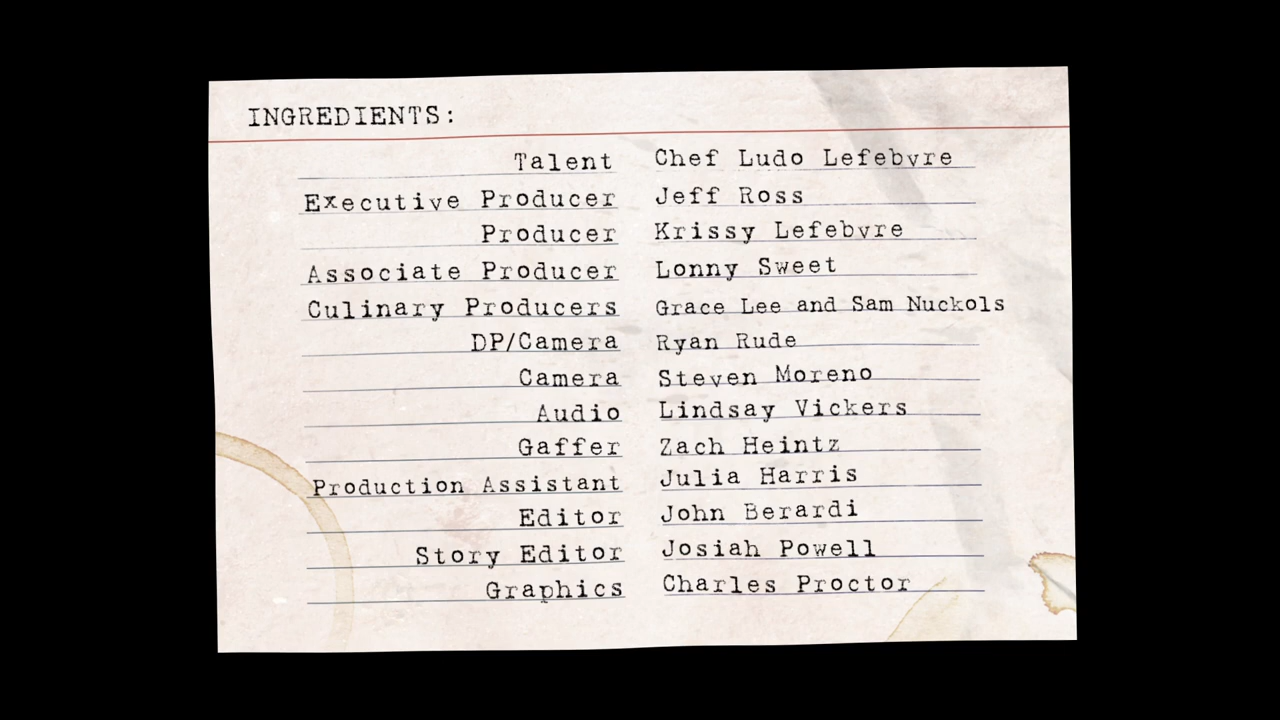 INGREDIENTS:
Talent Chef Ludo Lefebvre
Executive Producer Jeff Ross
Producer Krissy Lefebvre
Associate Producer Lonny Sweet
Culinary Producers Grace Lee and Sam Nuckols
DP/Camera Ryan Rude
Camera Steven Moreno
Audio Lindsay Vickers
Gaffer Zach Heintz
Production Assistant Julia Harris
Editor John Berardi
Story Editor Josiah Powell
Graphics Charles Proctor